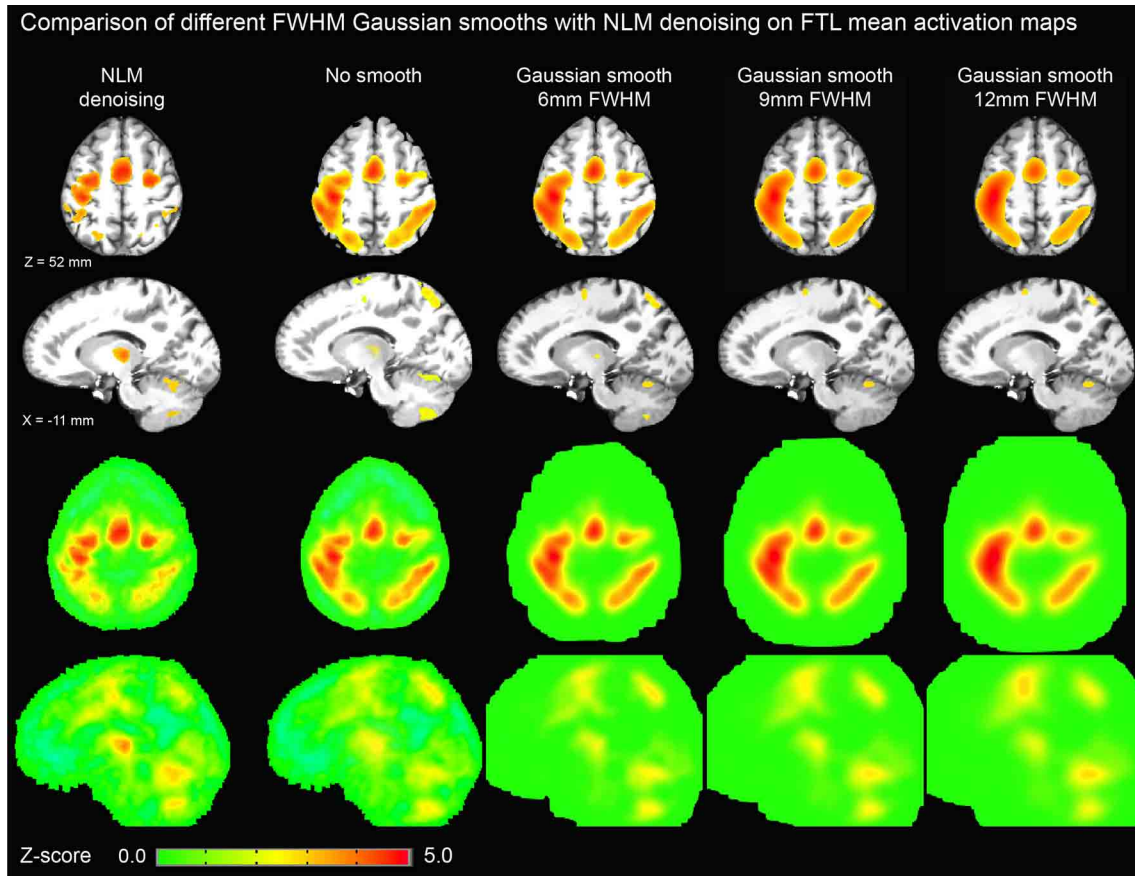 Comparison of different FWHM Gaussian smooths with NLM denoising on FTL mean activation maps
NLM
denoising
No smooth
Gaussian smooth
6mm FWHM
Gaussian smooth
9mm FWHM
Gaussian smooth
12mm FWHM
Z = 52 mm
X = -11 mm
Z-score
0.0
5.0